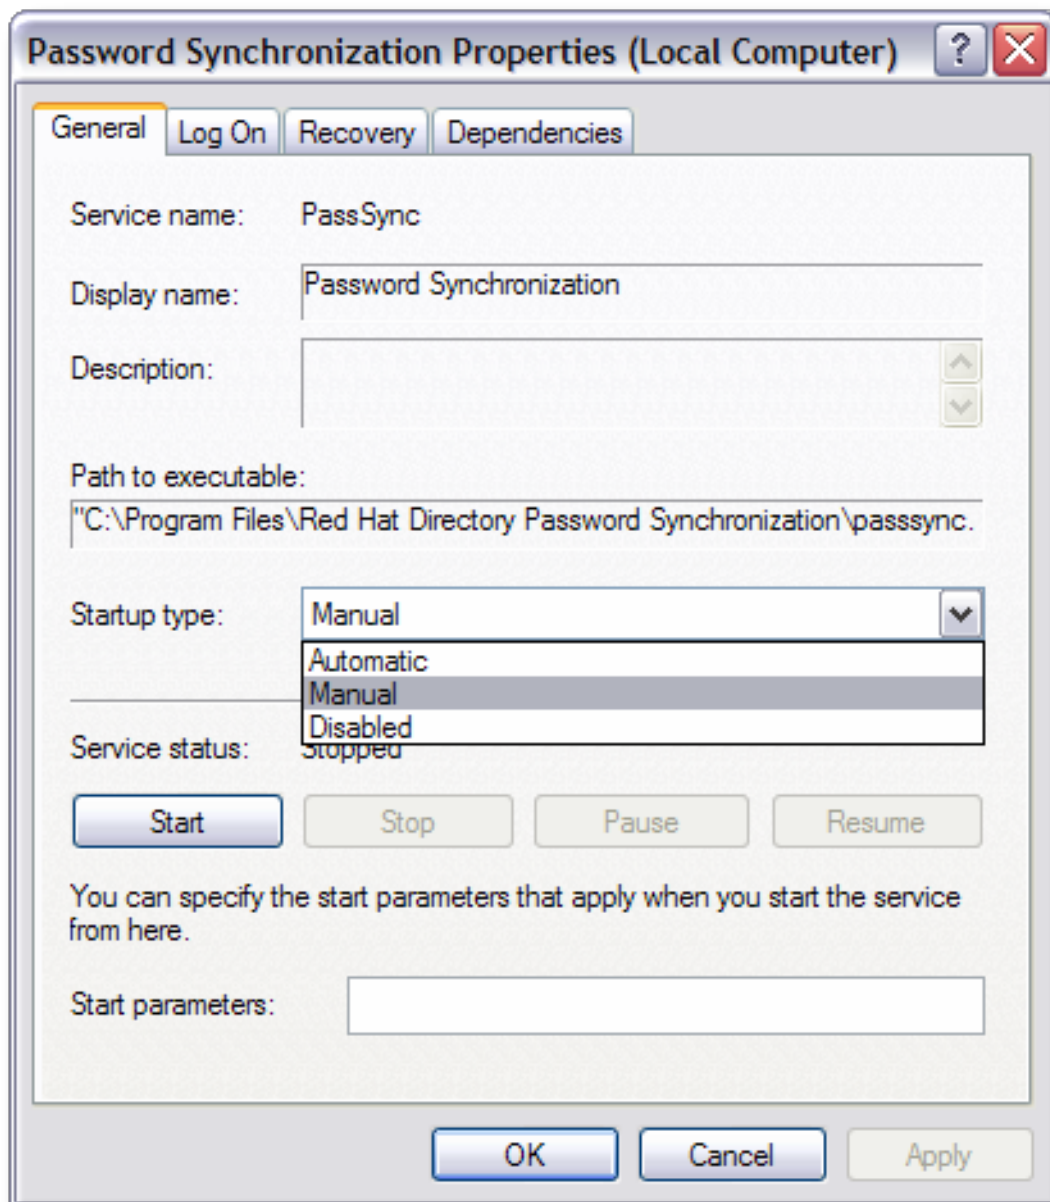 Password Synchronization Properties (Local Computer)
General Log On Recovery Dependencies
Service name: PassSync
Display name: Password Synchronization
Description:
Path to executable:
"C:\Program Files\Red Hat Directory Password Synchronization\passsync.
Startup type: Manual
Automatic
Manual
Disabled
Service status: Stopped
Start Stop Pause Resume
You can specify the start parameters that apply when you start the service
from here.
Start parameters:
OK Cancel Apply